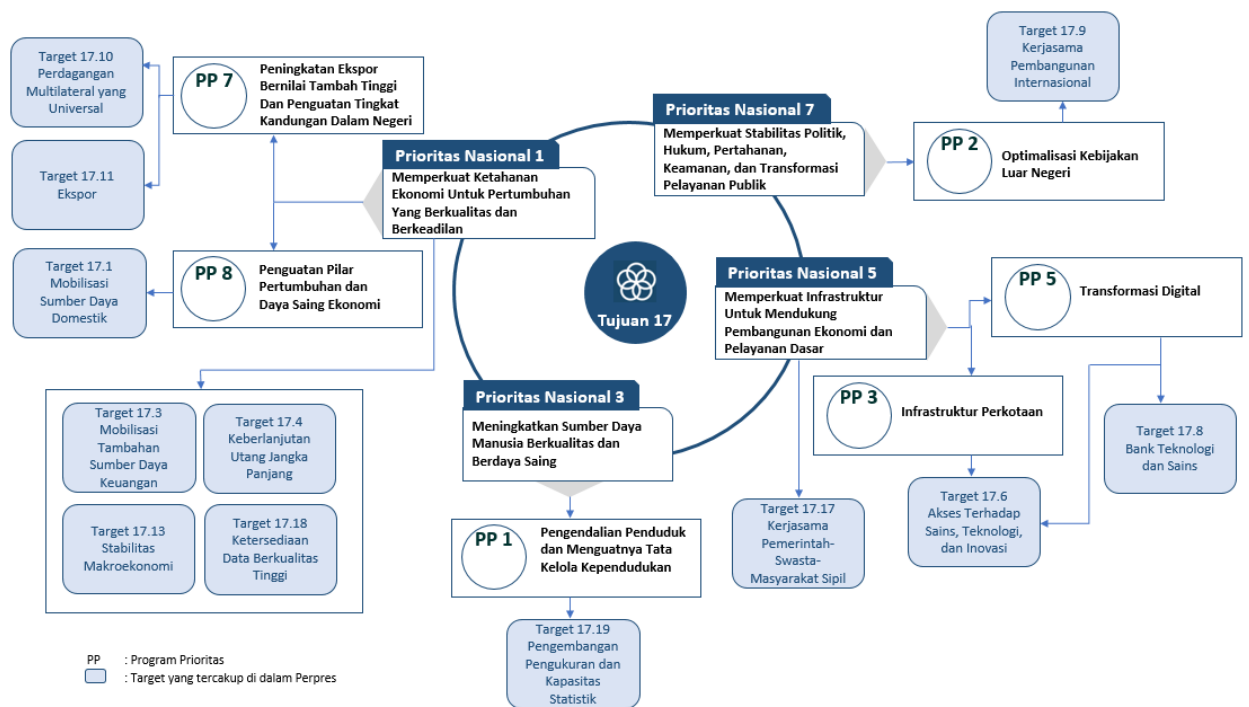 Target 17.10
Perdagangan
Multilateral yang
Universal
PP 7
Peningkatan Ekspor
Bernilai Tambah Tinggi
Dan Penguatan Tingkat
Kandungan Dalam Negeri
Target 17.11
Ekspor
Prioritas Nasional 1
Memperkuat Ketahanan
Ekonomi Untuk Pertumbuhan
Yang Berkualitas dan
Berkeadilan
Target 17.1
Mobilisasi
Sumber Daya
Domestik
PP 8
Penguatan Pilar
Pertumbuhan dan
Daya Saing Ekonomi
Prioritas Nasional 7
Memperkuat Stabilitas Politik,
Hukum, Pertahanan,
Keamanan, dan Transformasi
Pelayanan Publik
Target 17.9
Kerjasama
Pembangunan
Internasional
PP 2
Optimalisasi Kebijakan
Luar Negeri
Tujuan 17
Prioritas Nasional 5
Memperkuat Infrastruktur
Untuk Mendukung
Pembangunan Ekonomi dan
Pelayanan Dasar
PP 5
Transformasi Digital
PP 3
Infrastruktur Perkotaan
Target 17.8
Bank Teknologi
dan Sains
Target 17.6
Akses Terhadap
Sains, Teknologi,
dan Inovasi
Target 17.17
Kerjasama
Pemerintah-
Swasta-
Masyarakat Sipil
Prioritas Nasional 3
Meningkatkan Sumber Daya
Manusia Berkualitas dan
Berdaya Saing
PP 1
Pengendalian Penduduk
dan Menguatnya Tata
Kelola Kependudukan
Target 17.19
Pengembangan
Pengukuran dan
Kapasitas
Statistik
Target 17.3
Mobilisasi
Tambahan
Sumber Daya
Keuangan
Target 17.4
Keberlanjutan
Utang Jangka
Panjang
Target 17.13
Stabilitas
Makroekonomi
Target 17.18
Ketersediaan
Data Berkualitas
Tinggi
PP : Program Prioritas
: Target yang tercakup di dalam Perpres